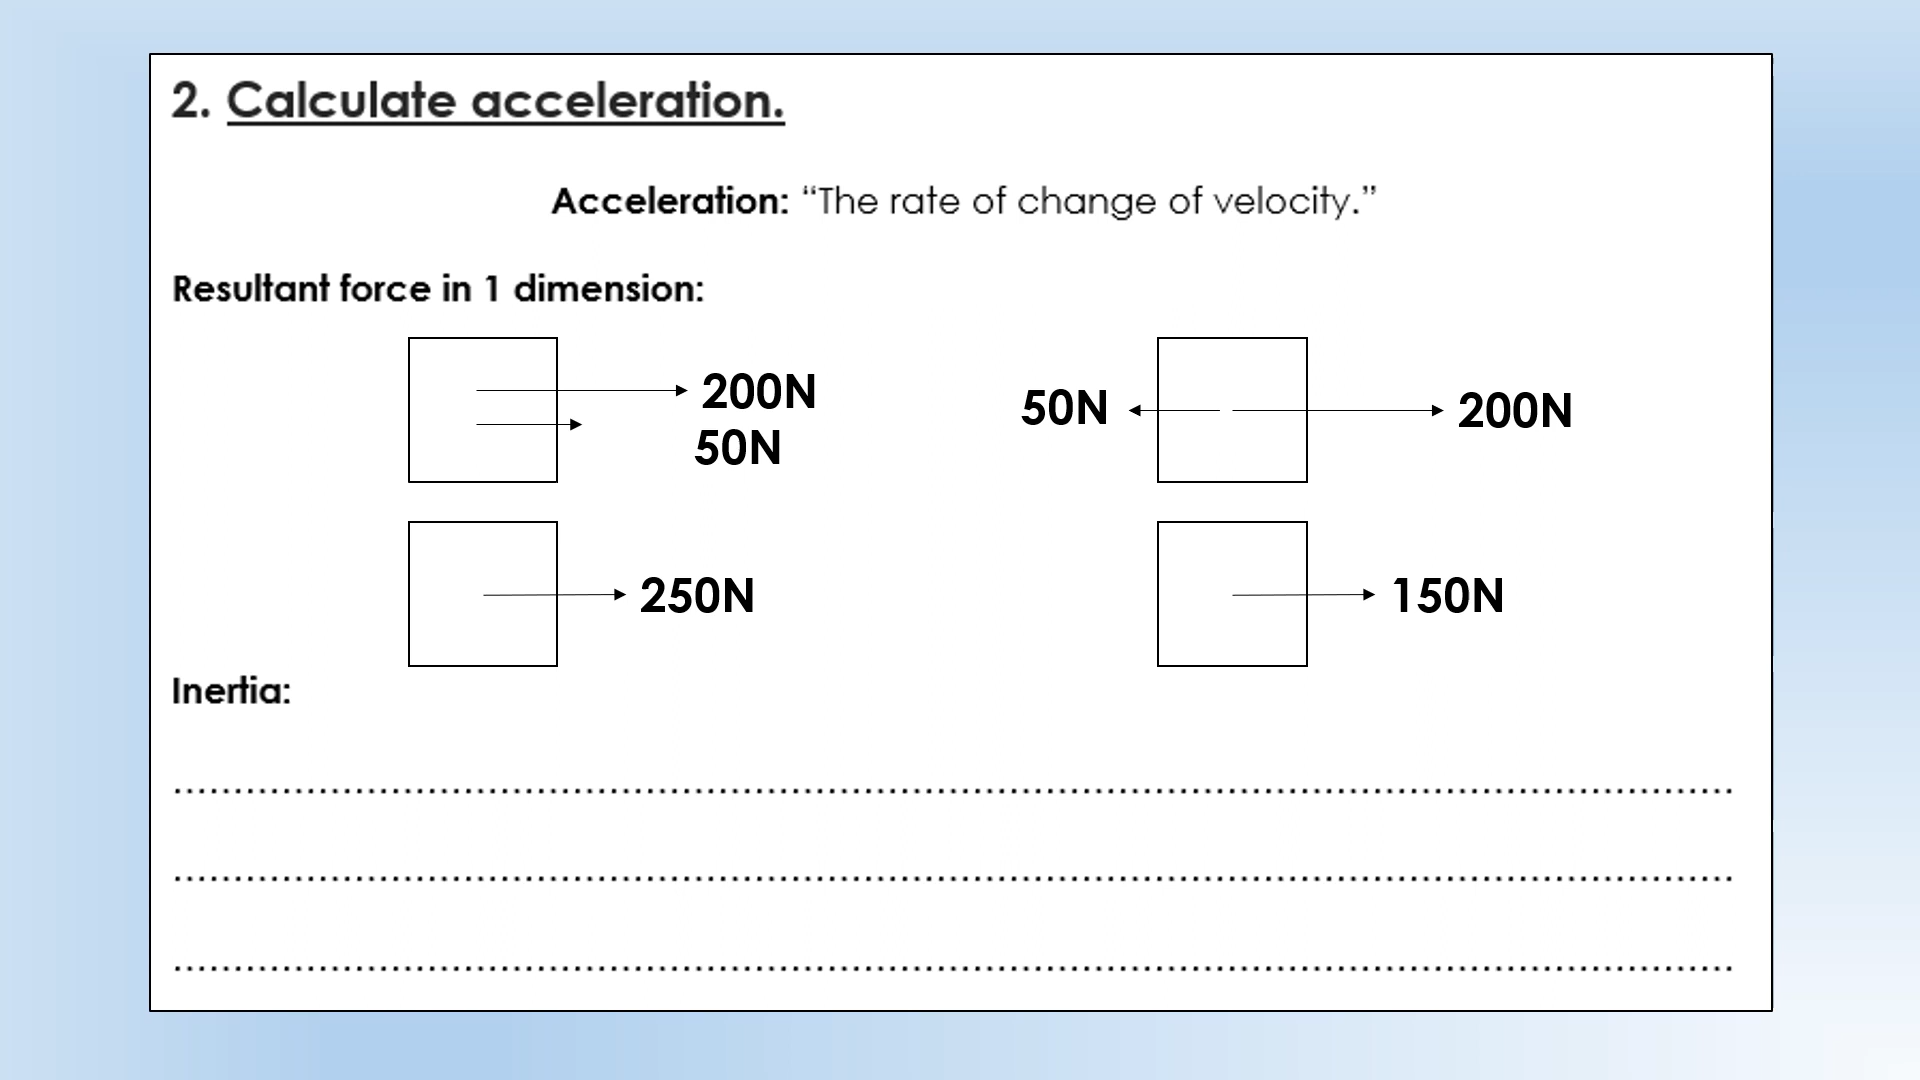 2. Calculate acceleration.
Acceleration: “The rate of change of velocity.”
Resultant force in 1 dimension:
200N
50N
50N
200N
250N
150N
Inertia: